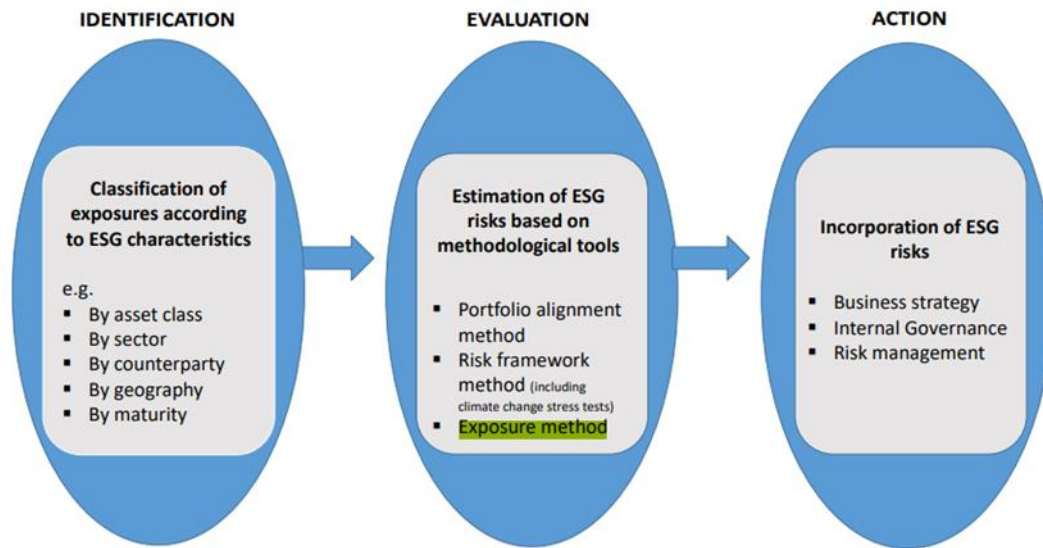 IDENTIFICATION
Classification of
exposures according
to ESG characteristics
e.g.
▪ By asset class
▪ By sector
▪ By counterparty
▪ By geography
▪ By maturity
EVALUATION
Estimation of ESG
risks based on
methodological tools
▪ Portfolio alignment
method
▪ Risk framework
method (including
climate change stress tests)
▪ Exposure method
ACTION
Incorporation of ESG
risks
▪ Business strategy
▪ Internal Governance
▪ Risk management